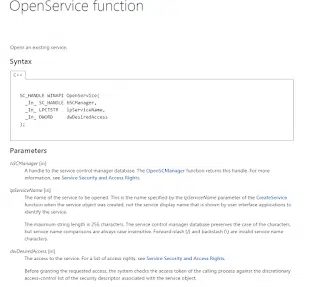 OpenService function
Opens an existing service.
Syntax
C++
SC_HANDLE WINAPI OpenService(
_In_ SC_HANDLE hSCManager,
_In_ LPCTSTR lpServiceName,
_In_ DWORD dwDesiredAccess
);
Parameters
hSCManager [in]
A handle to the service control manager database. The OpenSCManager function returns this handle. For more
information, see Service Security and Access Rights.
lpServiceName [in]
The name of the service to be opened. This is the name specified by the lpServiceName parameter of the CreateService
function when the service object was created, not the service display name that is shown by user interface applications to
identify the service.
The maximum string length is 256 characters. The service control manager database preserves the case of the characters,
but service name comparisons are always case insensitive. Forward-slash (/) and backslash (\) are invalid service name
characters.
dwDesiredAccess [in]
The access to the service. For a list of access rights, see Service Security and Access Rights.
Before granting the requested access, the system checks the access token of the calling process against the discretionary
access-control list of the security descriptor associated with the service object.